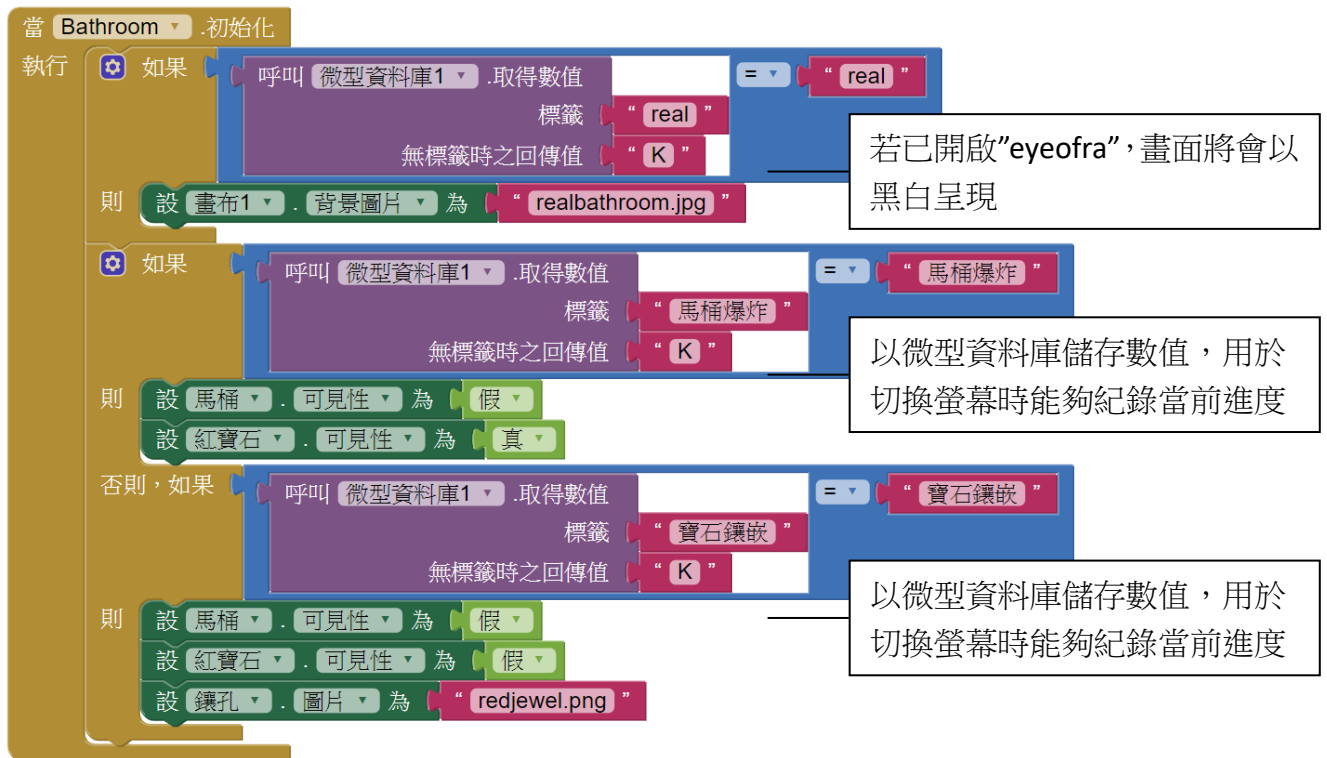 當 Bathroom .初始化
執行 如果 呼叫 微型資料庫1 .取得數值 = “ real ”
標籤 “ real ”
無標籤時之回傳值 “ K ”
若已開啟”eyeofra”，畫面將會以
黑白呈現
則 設 畫布1 . 背景圖片 為 “ realbathroom.jpg ”
如果 呼叫 微型資料庫1 .取得數值 = “ 馬桶爆炸 ”
標籤 “ 馬桶爆炸 ”
無標籤時之回傳值 “ K ”
以微型資料庫儲存數值，用於
切換螢幕時能夠紀錄當前進度
則 設 馬桶 . 可見性 為 假
設 紅寶石 . 可見性 為 真
否則，如果 呼叫 微型資料庫1 .取得數值 = “ 寶石鑲嵌 ”
標籤 “ 寶石鑲嵌 ”
無標籤時之回傳值 “ K ”
以微型資料庫儲存數值，用於
切換螢幕時能夠紀錄當前進度
則 設 馬桶 . 可見性 為 假
設 紅寶石 . 可見性 為 假
設 鑲孔 . 圖片 為 “ redjewel.png ”